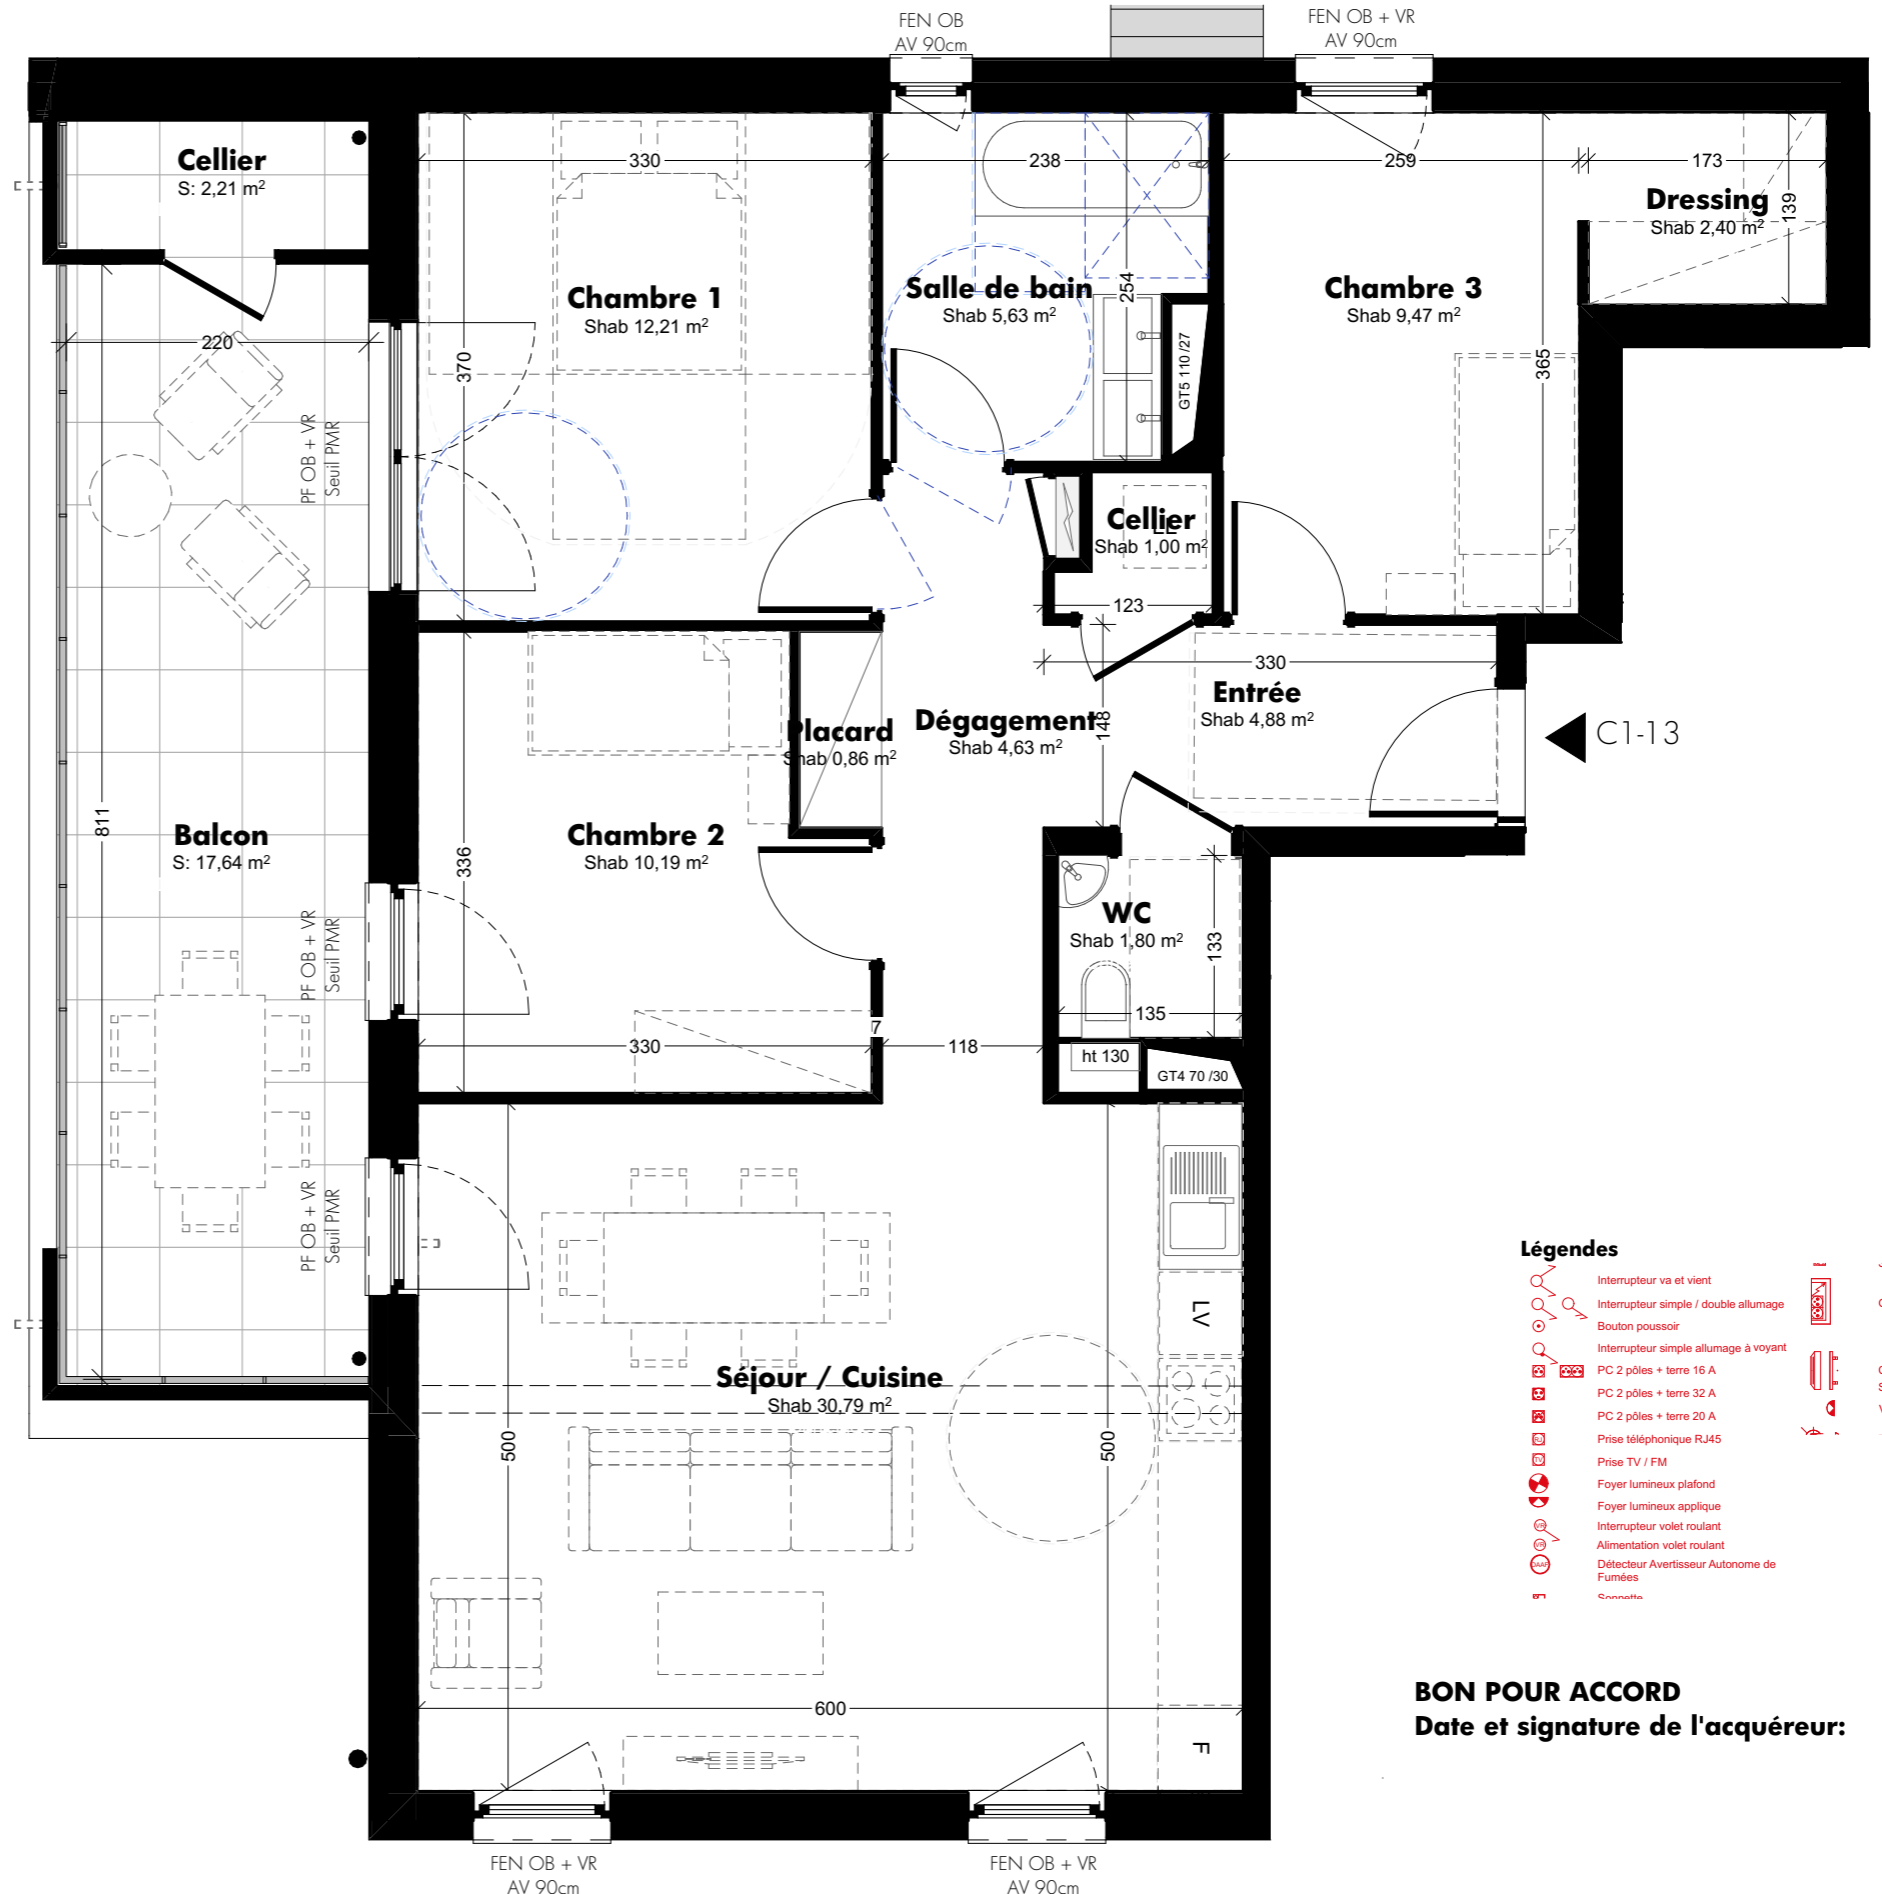 FEN OB
AV 90cm
FEN OB + VR
AV 90cm
Cellier
S: 2,21 m²
330
238
259
173
Dressing
Shab 2,40 m²
139
Chambre 1
Shab 12,21 m²
Salle de bain
Shab 5,63 m²
254
Chambre 3
Shab 9,47 m²
220
370
365
GT5 110 /27
PF OB + VR
Seuil PMR
Cellier
LL
Shab 1,00 m²
123
330
Entrée
Shab 4,88 m²
148
Placard
Shab 0,86 m²
Dégagement
Shab 4,63 m²
C1-13
811
Balcon
S: 17,64 m²
Chambre 2
Shab 10,19 m²
336
PF OB + VR
Seuil PMR
WC
Shab 1,80 m²
133
135
7
330
118
ht 130
GT4 70 /30
PF OB + VR
Seuil PMR
LV
Séjour / Cuisine
Shab 30,79 m²
500
500
600
F
FEN OB + VR
AV 90cm
FEN OB + VR
AV 90cm
Légendes
Interrupteur va et vient
Interrupteur simple / double allumage
Bouton poussoir
Interrupteur simple allumage à voyant
PC 2 pôles + terre 16 A
PC 2 pôles + terre 32 A
PC 2 pôles + terre 20 A
RJ Prise téléphonique RJ45
TV Prise TV / FM
Foyer lumineux plafond
Foyer lumineux applique
VR Interrupteur volet roulant
VR Alimentation volet roulant
DAAF Détecteur Avertisseur Autonome de
Fumées
Sonnette
BON POUR ACCORD
Date et signature de l'acquéreur: